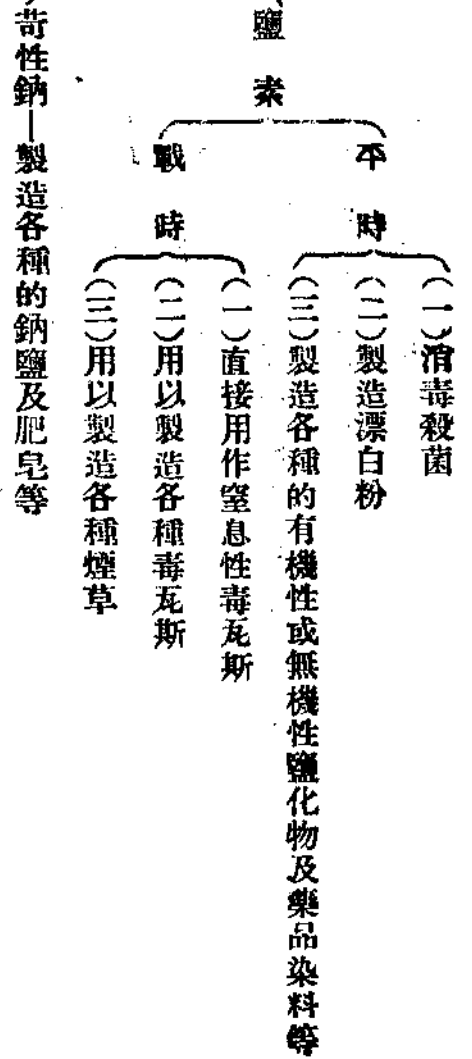 鹽素
平時
(一)消毒殺菌
(二)製造漂白粉
(三)製造各種的有機性或無機性鹽化物及藥品染料等
戰時
(一)直接用作窒息性毒瓦斯
(二)用以製造各種毒瓦斯
(三)用以製造各種煙草
苛性鈉—製造各種的鈉鹽及肥皂等